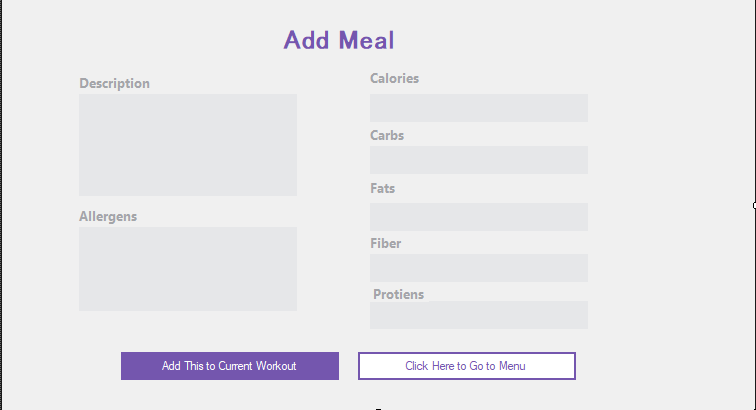 Add Meal
Description
Allergens
Calories
Carbs
Fats
Fiber
Protiens
Add This to Current Workout
Click Here to Go to Menu